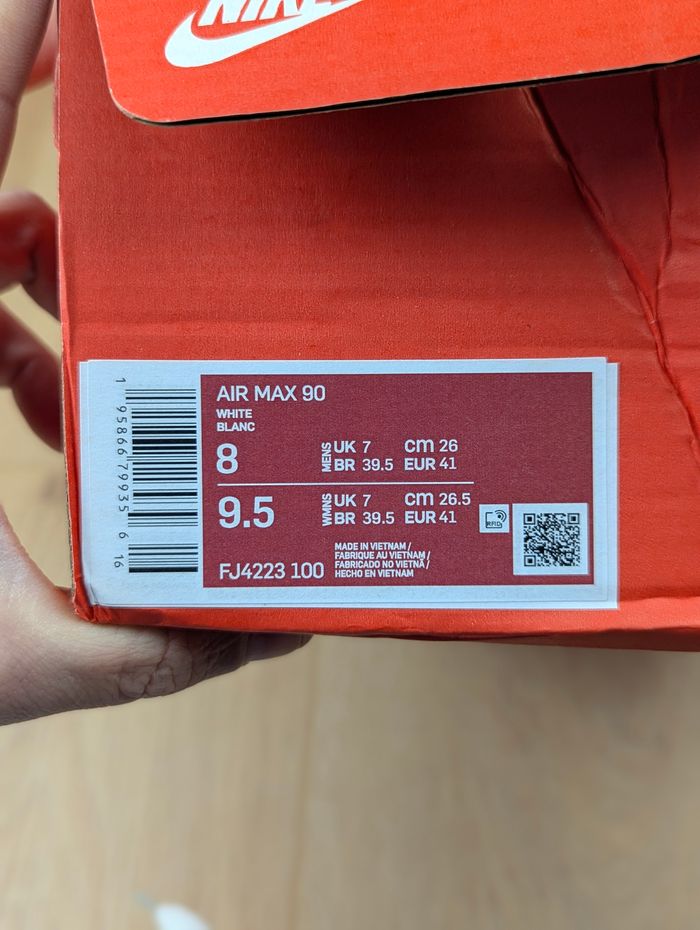 NIKE
AIR MAX 90
WHITE
BLANC
8 MENS UK 7 cm 26
BR 39.5 EUR 41
9.5 WMNS UK 7 cm 26.5
BR 39.5 EUR 41
RFID
MADE IN VIETNAM /
FABRIQUE AU VIETNAM /
FABRICADO NO VIETNÃ /
HECHO EN VIETNAM
FJ4223 100
1 95866 79935 6 16